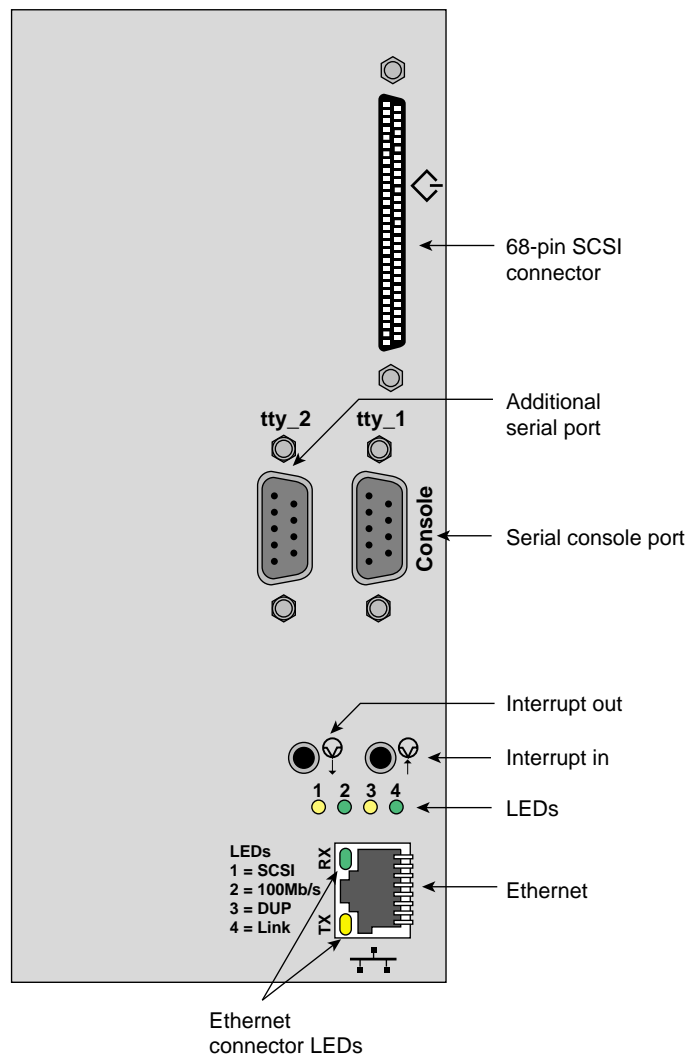 68-pin SCSI
connector
Additional
serial port
tty_2
tty_1
Console
Serial console port
Interrupt out
Interrupt in
1 2 3 4
LEDs
LEDs
1 = SCSI
2 = 100Mb/s
3 = DUP
4 = Link
RX
TX
Ethernet
Ethernet
connector LEDs